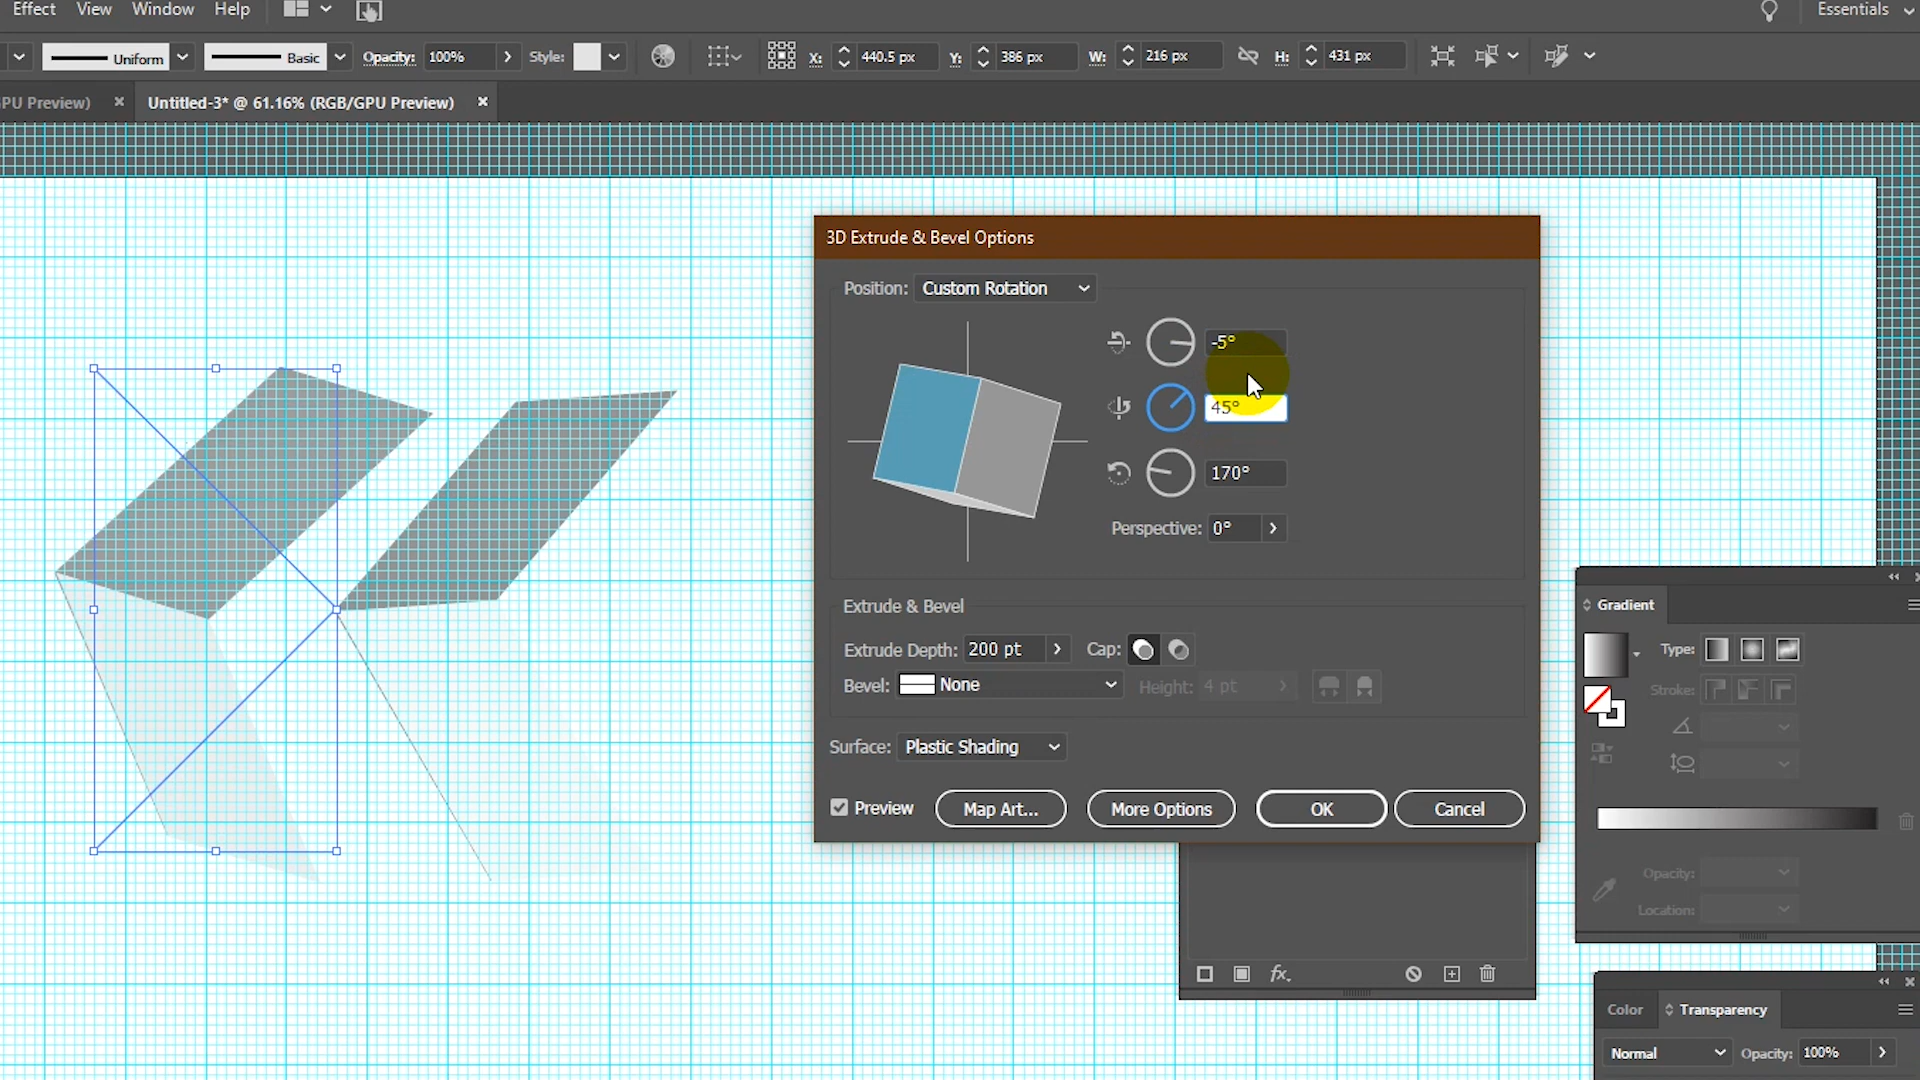 Effect View Window Help Essentials
Uniform Basic Opacity: 100% Style: X: 440.5 px Y: 386 px W: 216 px H: 431 px
PU Preview) × Untitled-3* @ 61.16% (RGB/GPU Preview) ×
3D Extrude & Bevel Options
Position: Custom Rotation
-5°
45°
170°
Perspective: 0°
Extrude & Bevel
Extrude Depth: 200 pt Cap:
Bevel: None Height: 4 pt
Surface: Plastic Shading
Preview Map Art... More Options OK Cancel
fx
Gradient
Type:
Stroke:
Opacity:
Location:
Color Transparency
Normal Opacity: 100%